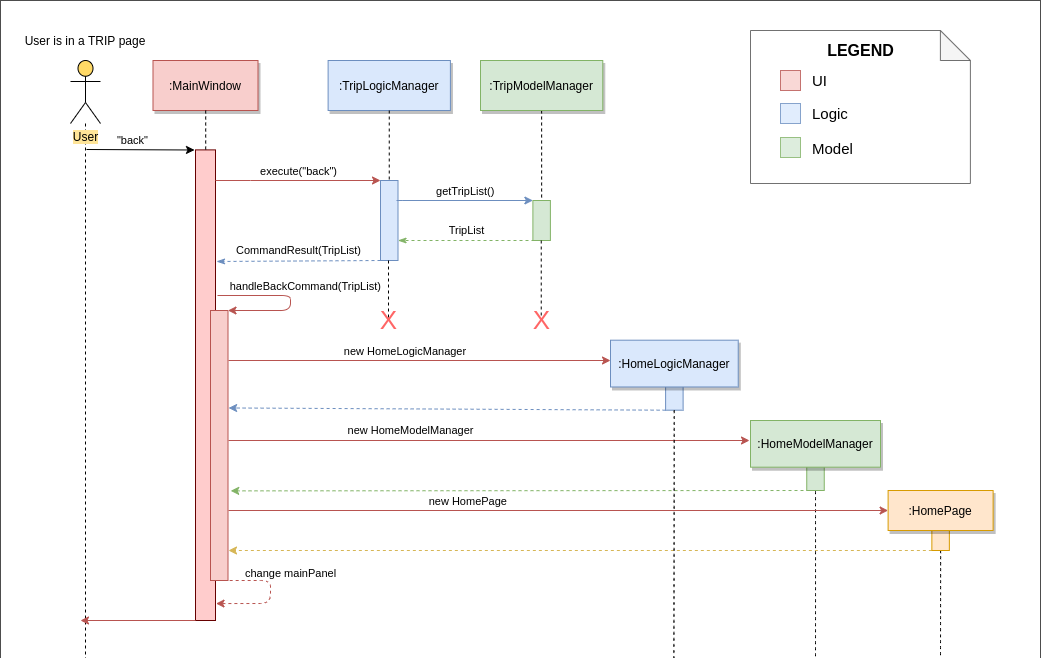 User is in a TRIP page
LEGEND
UI
Logic
Model
:MainWindow
:TripLogicManager
:TripModelManager
User
"back"
execute("back")
getTripList()
TripList
CommandResult(TripList)
handleBackCommand(TripList)
X
X
new HomeLogicManager
:HomeLogicManager
new HomeModelManager
:HomeModelManager
new HomePage
:HomePage
change mainPanel